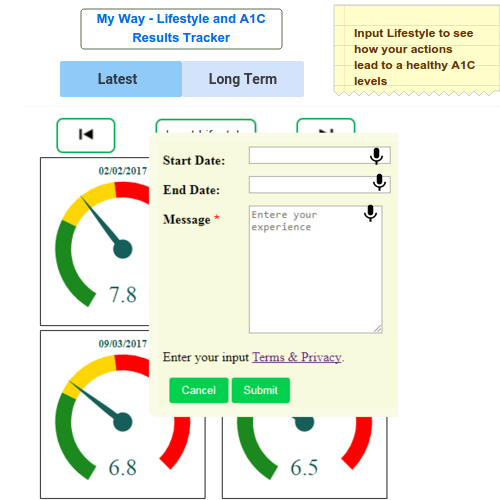 My Way - Lifestyle and A1C
Results Tracker
Input Lifestyle to see
how your actions
lead to a healthy A1C
levels
Latest
Long Term
02/02/2017
7.8
Start Date:
End Date:
Message *
Entere your
experience
Enter your input Terms & Privacy.
Cancel
Submit
09/03/2017
6.8
6.5